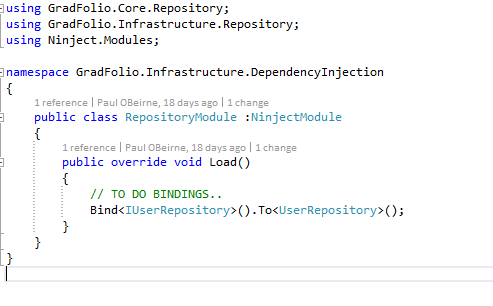 using GradFolio.Core.Repository;
using GradFolio.Infrastructure.Repository;
using Ninject.Modules;
namespace GradFolio.Infrastructure.DependencyInjection
{
1 reference | Paul OBeirne, 18 days ago | 1 change
public class RepositoryModule :NinjectModule
{
1 reference | Paul OBeirne, 18 days ago | 1 change
public override void Load()
{
// TO DO BINDINGS..
Bind<IUserRepository>().To<UserRepository>();
}
}
}